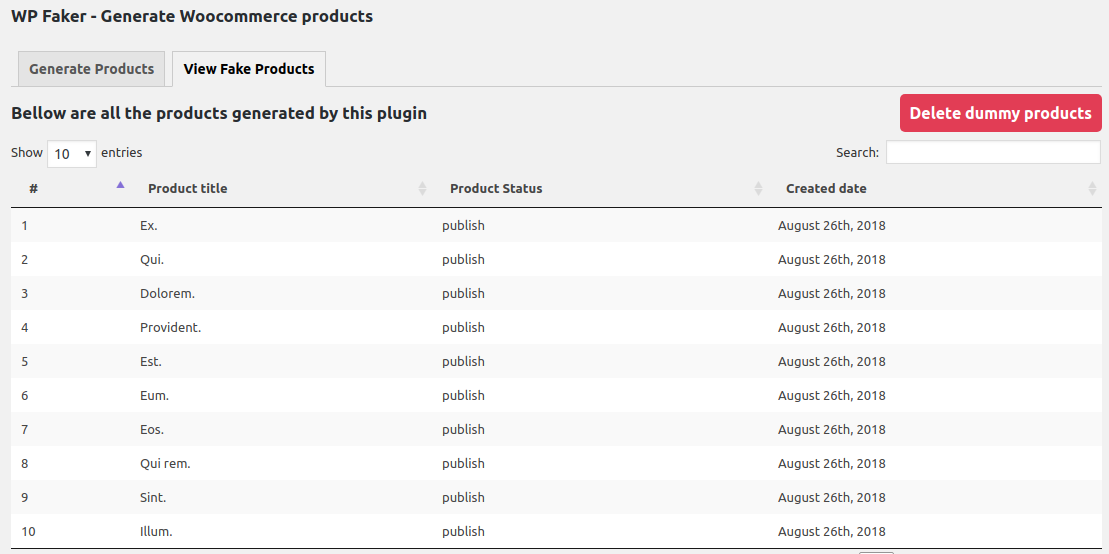 WP Faker - Generate Woocommerce products
Generate Products View Fake Products
Bellow are all the products generated by this plugin Delete dummy products
Show 10 entries Search:
# Product title Product Status Created date
1 Ex. publish August 26th, 2018
2 Qui. publish August 26th, 2018
3 Dolorem. publish August 26th, 2018
4 Provident. publish August 26th, 2018
5 Est. publish August 26th, 2018
6 Eum. publish August 26th, 2018
7 Eos. publish August 26th, 2018
8 Qui rem. publish August 26th, 2018
9 Sint. publish August 26th, 2018
10 Illum. publish August 26th, 2018